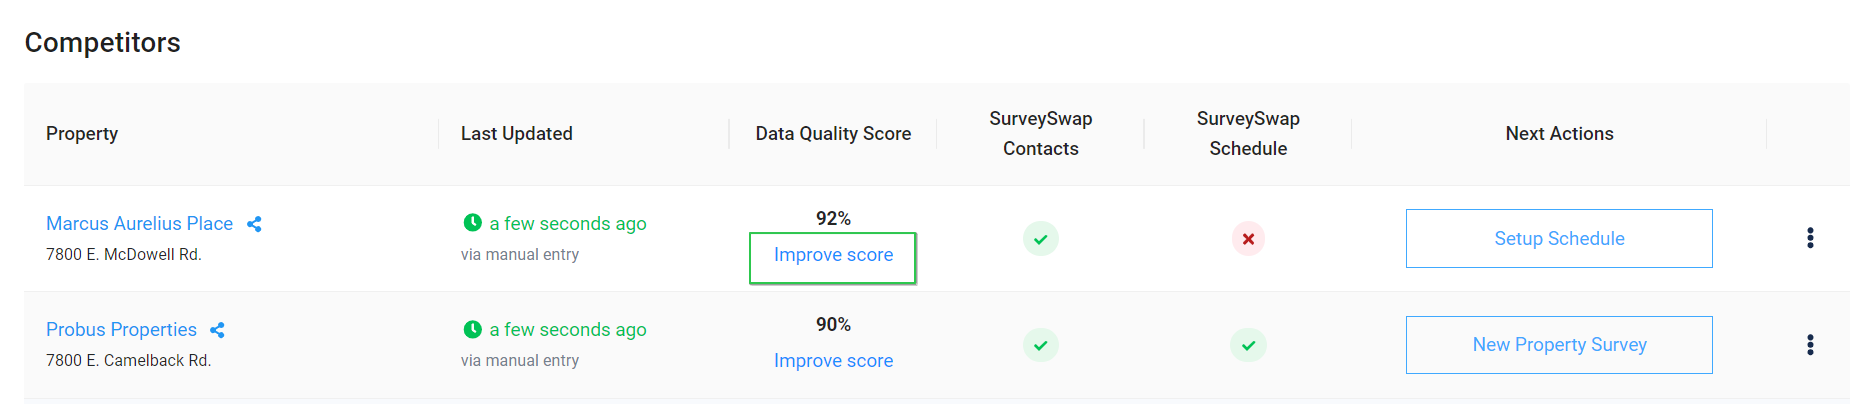 Competitors
Property
Last Updated
Data Quality Score
SurveySwap
Contacts
SurveySwap
Schedule
Next Actions
Marcus Aurelius Place
7800 E. McDowell Rd.
a few seconds ago
via manual entry
92%
Improve score
Setup Schedule
Probus Properties
7800 E. Camelback Rd.
a few seconds ago
via manual entry
90%
Improve score
New Property Survey